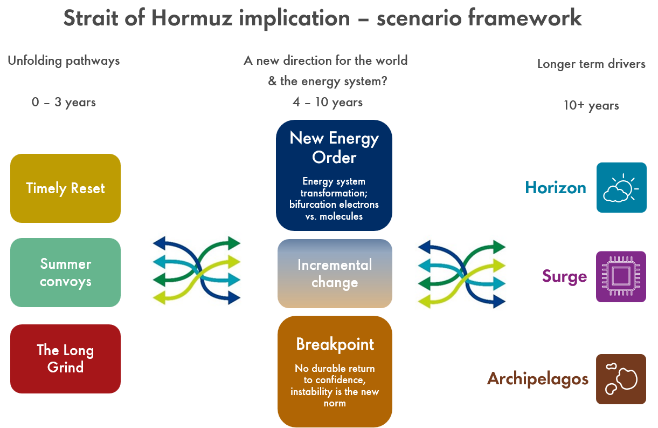 Strait of Hormuz implication – scenario framework
Unfolding pathways
0 – 3 years
Timely Reset
Summer
convoys
The Long
Grind
A new direction for the world
& the energy system?
4 – 10 years
New Energy
Order
Energy system
transformation;
bifurcation electrons
vs. molecules
Incremental
change
Breakpoint
No durable return
to confidence,
instability is the new
norm
Longer term drivers
10+ years
Horizon
Surge
Archipelagos